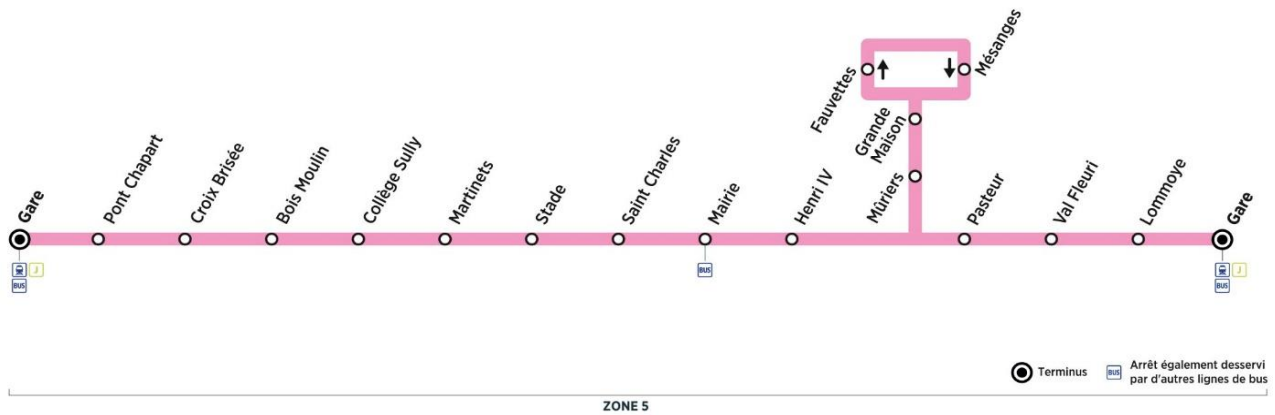 Gare
Pont Chapart
Croix Brisée
Bois Moulin
Collège Sully
Martinets
Stade
Saint Charles
Mairie
Henri IV
Mûriers
Grande
Maison
Fauvettes
Mésanges
Pasteur
Val Fleuri
Lommoye
Gare
J
BUS
BUS
J
BUS
Terminus
BUS
Arrêt également desservi
par d'autres lignes de bus
ZONE 5